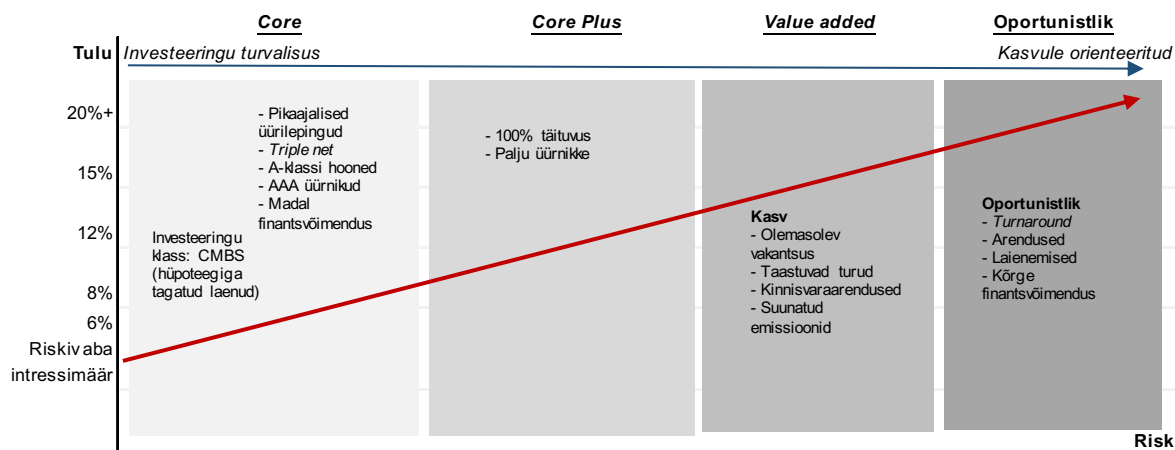 Core
Core Plus
Value added
Oportunistlik
Tulu
Investeeringu turvalisus
Kasvule orienteeritud
20%+
15%
12%
8%
6%
Riskivaba
intressimäär
- Pikaajalised
üürilepingud
- Triple net
- A-klassi hooned
- AAA üürnikud
- Madal
finantsvõimendus
Investeeringu
klass: CMBS
(hüpoteegiga
tagatud laenud)
- 100% täituvus
- Palju üürnikke
Kasv
- Olemasolev
vakantsus
- Taastuvad turud
- Kinnisvaraarendused
- Suunatud
emissioonid
Oportunistlik
- Turnaround
- Arendused
- Laienemised
- Kõrge
finantsvõimendus
Risk